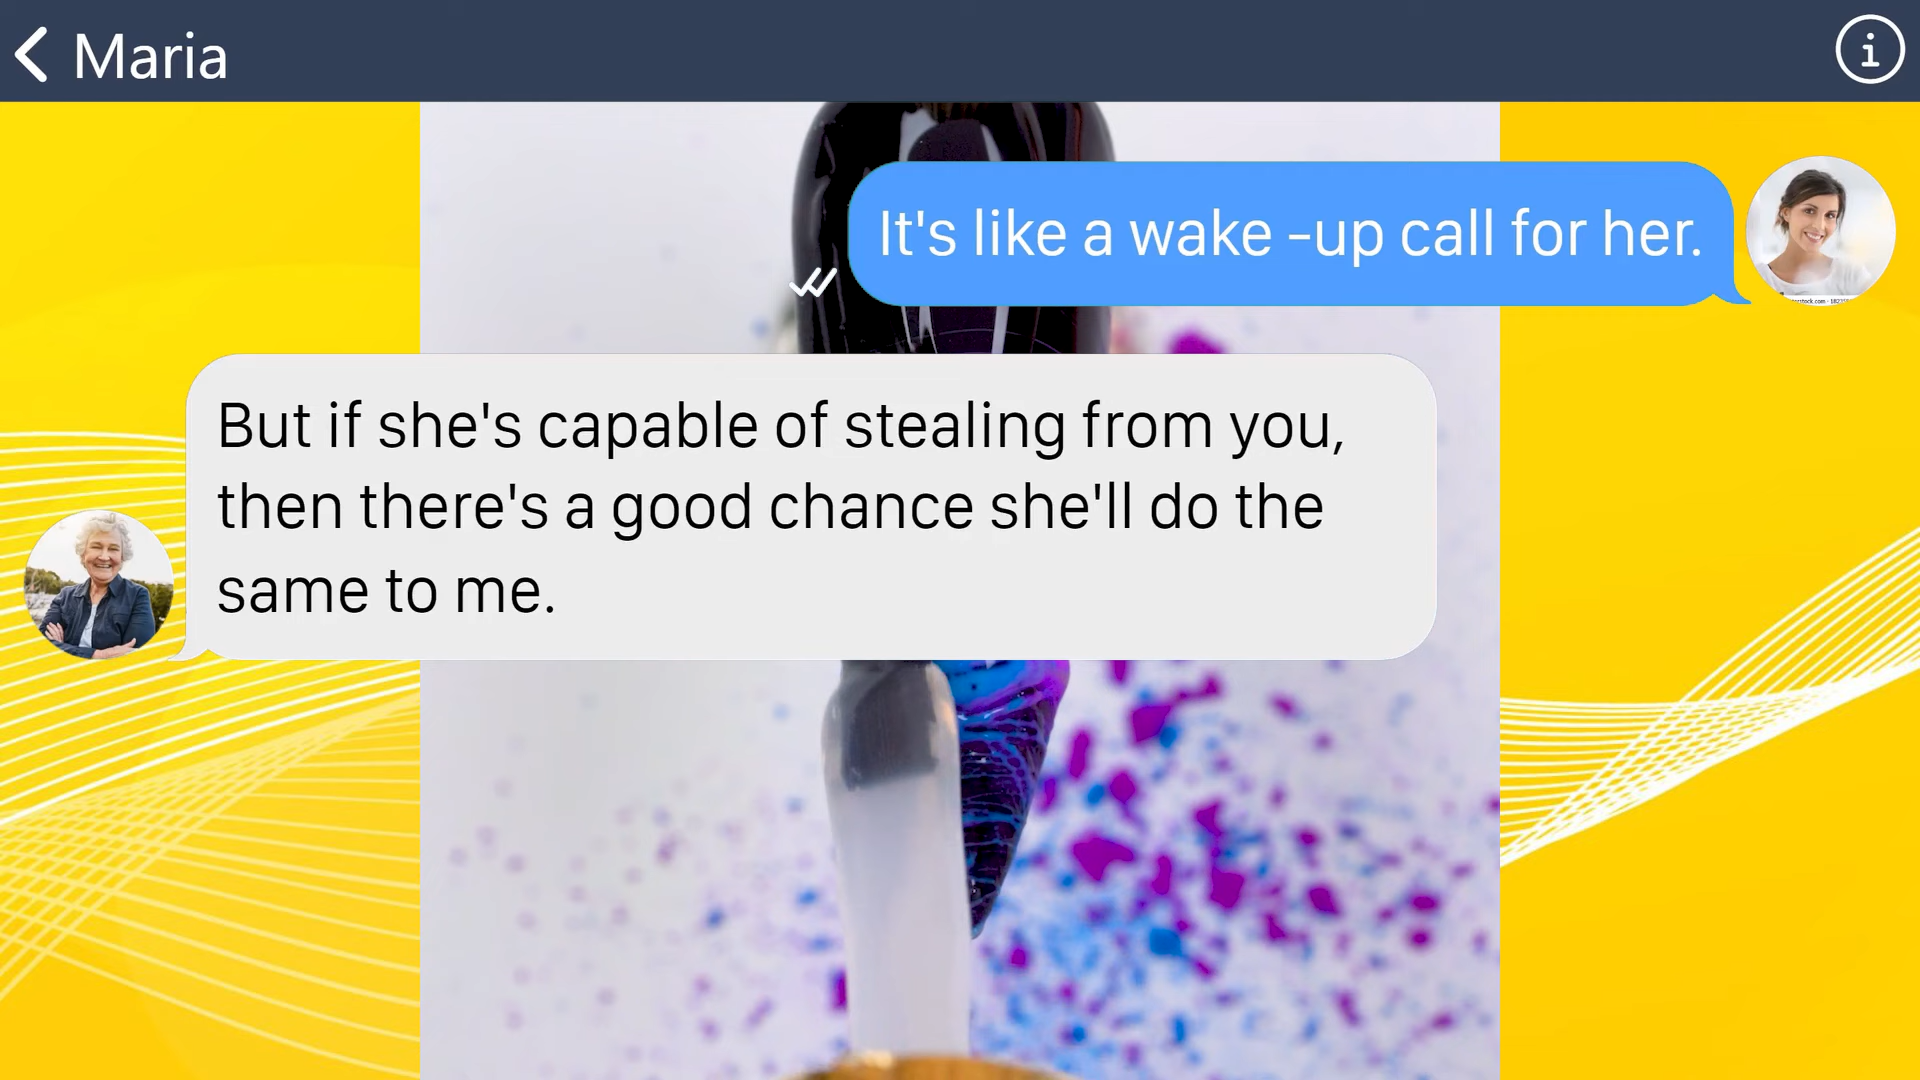 Maria
It's like a wake -up call for her.
But if she's capable of stealing from you,
then there's a good chance she'll do the
same to me.